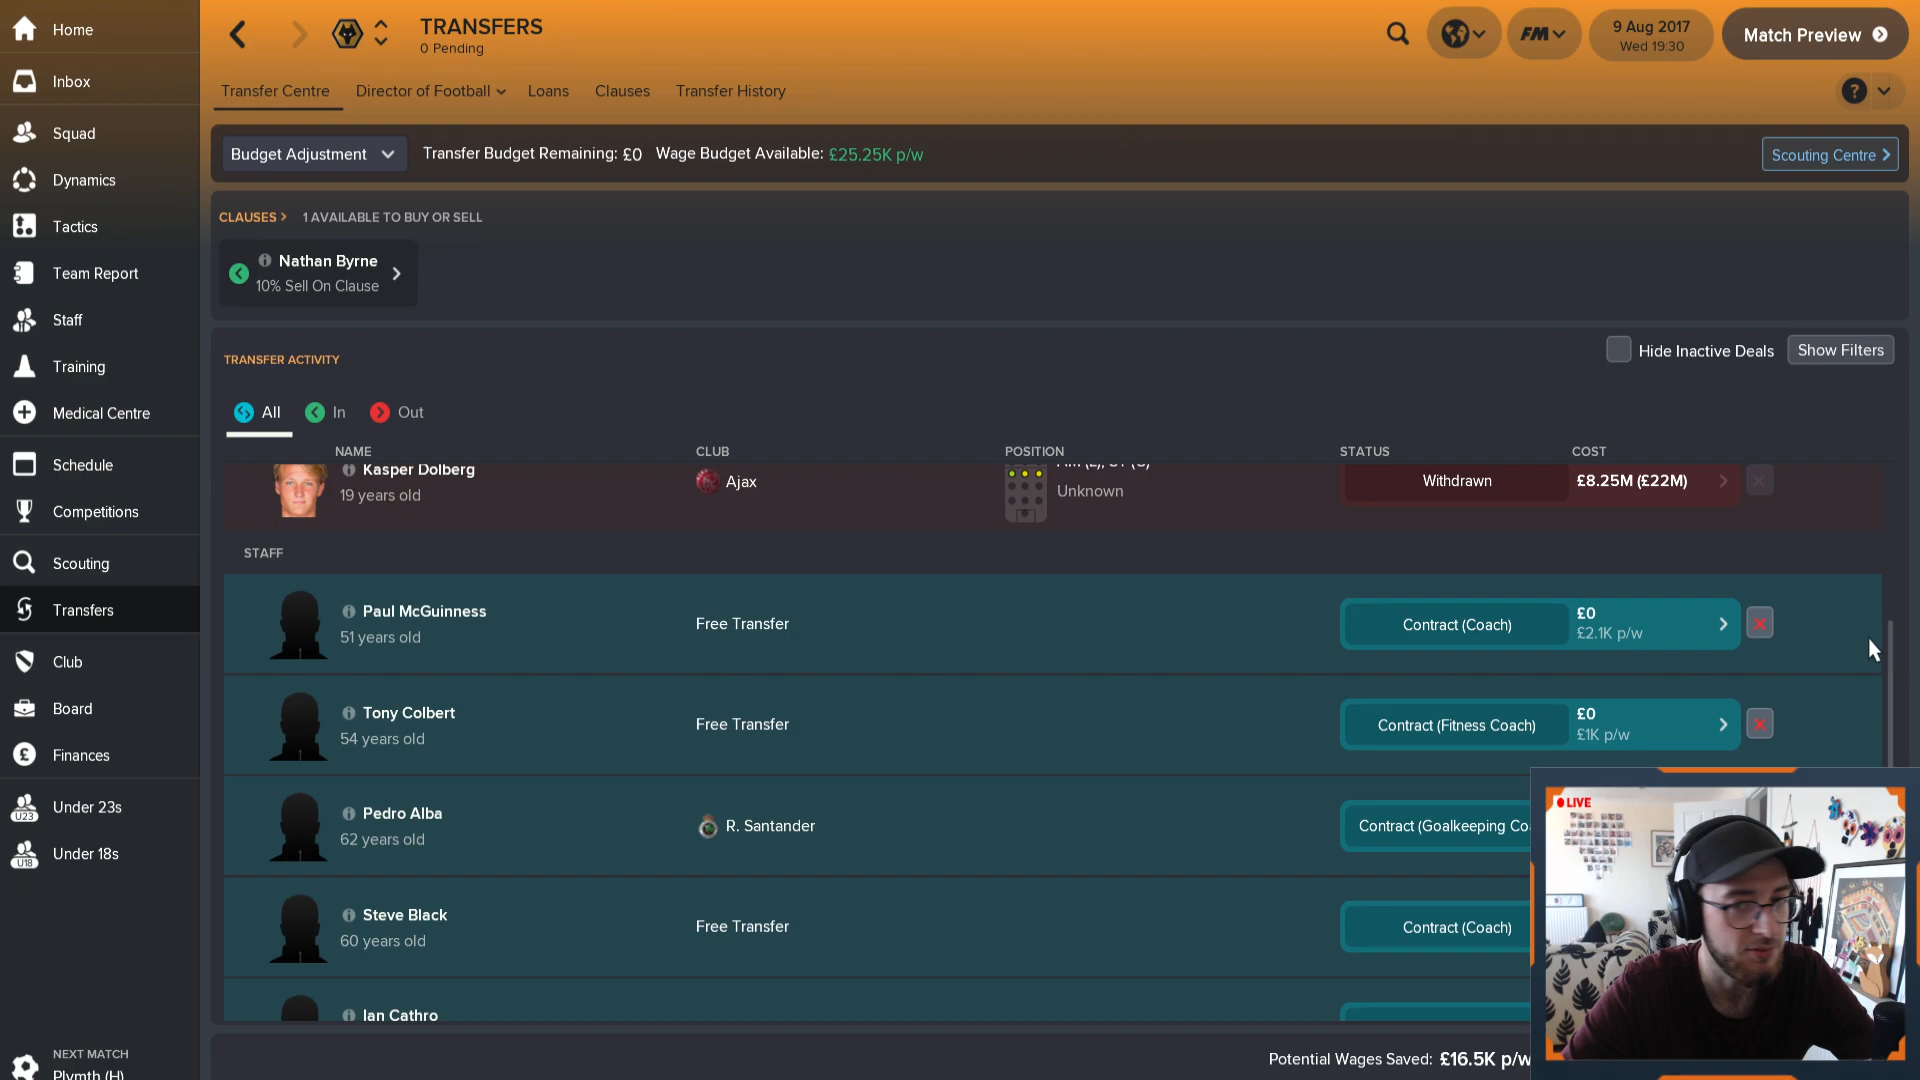 Home
Inbox
Squad
Dynamics
Tactics
Team Report
Staff
Training
Medical Centre
Schedule
Competitions
Scouting
Transfers
Club
Board
Finances
U23 Under 23s
U18 Under 18s
NEXT MATCH
Plymth (H)
TRANSFERS
0 Pending
FM
9 Aug 2017
Wed 19:30
Match Preview
Transfer Centre Director of Football Loans Clauses Transfer History
?
Budget Adjustment Transfer Budget Remaining: £0 Wage Budget Available: £25.25K p/w
Scouting Centre
CLAUSES > 1 AVAILABLE TO BUY OR SELL
Nathan Byrne
10% Sell On Clause
TRANSFER ACTIVITY
Hide Inactive Deals Show Filters
All In Out
NAME CLUB POSITION STATUS COST
Kasper Dolberg
19 years old
Ajax
Unknown
Withdrawn
£8.25M (£22M)
STAFF
Paul McGuinness
51 years old
Free Transfer
Contract (Coach)
£0
£2.1K p/w
Tony Colbert
54 years old
Free Transfer
Contract (Fitness Coach)
£0
£1K p/w
Pedro Alba
62 years old
R. Santander
Contract (Goalkeeping Co
Steve Black
60 years old
Free Transfer
Contract (Coach)
Ian Cathro
Potential Wages Saved: £16.5K p/w
LIVE